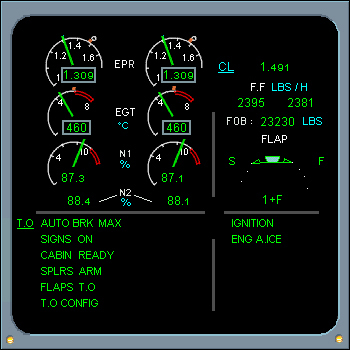 1.4
1.2 1.6
1.309
EPR
1.4
1.2 1.6
1.309
CL 1.491
F.F LBS / H
2395 2381
FOB : 23230 LBS
4 8
460
EGT
°C
4 8
460
FLAP
S F
1+F
4 10
87.3
N1
%
4 10
87.1
88.4
N2
%
88.1
T.O AUTO BRK MAX
SIGNS ON
CABIN READY
SPLRS ARM
FLAPS T.O
T.O CONFIG
IGNITION
ENG A.ICE